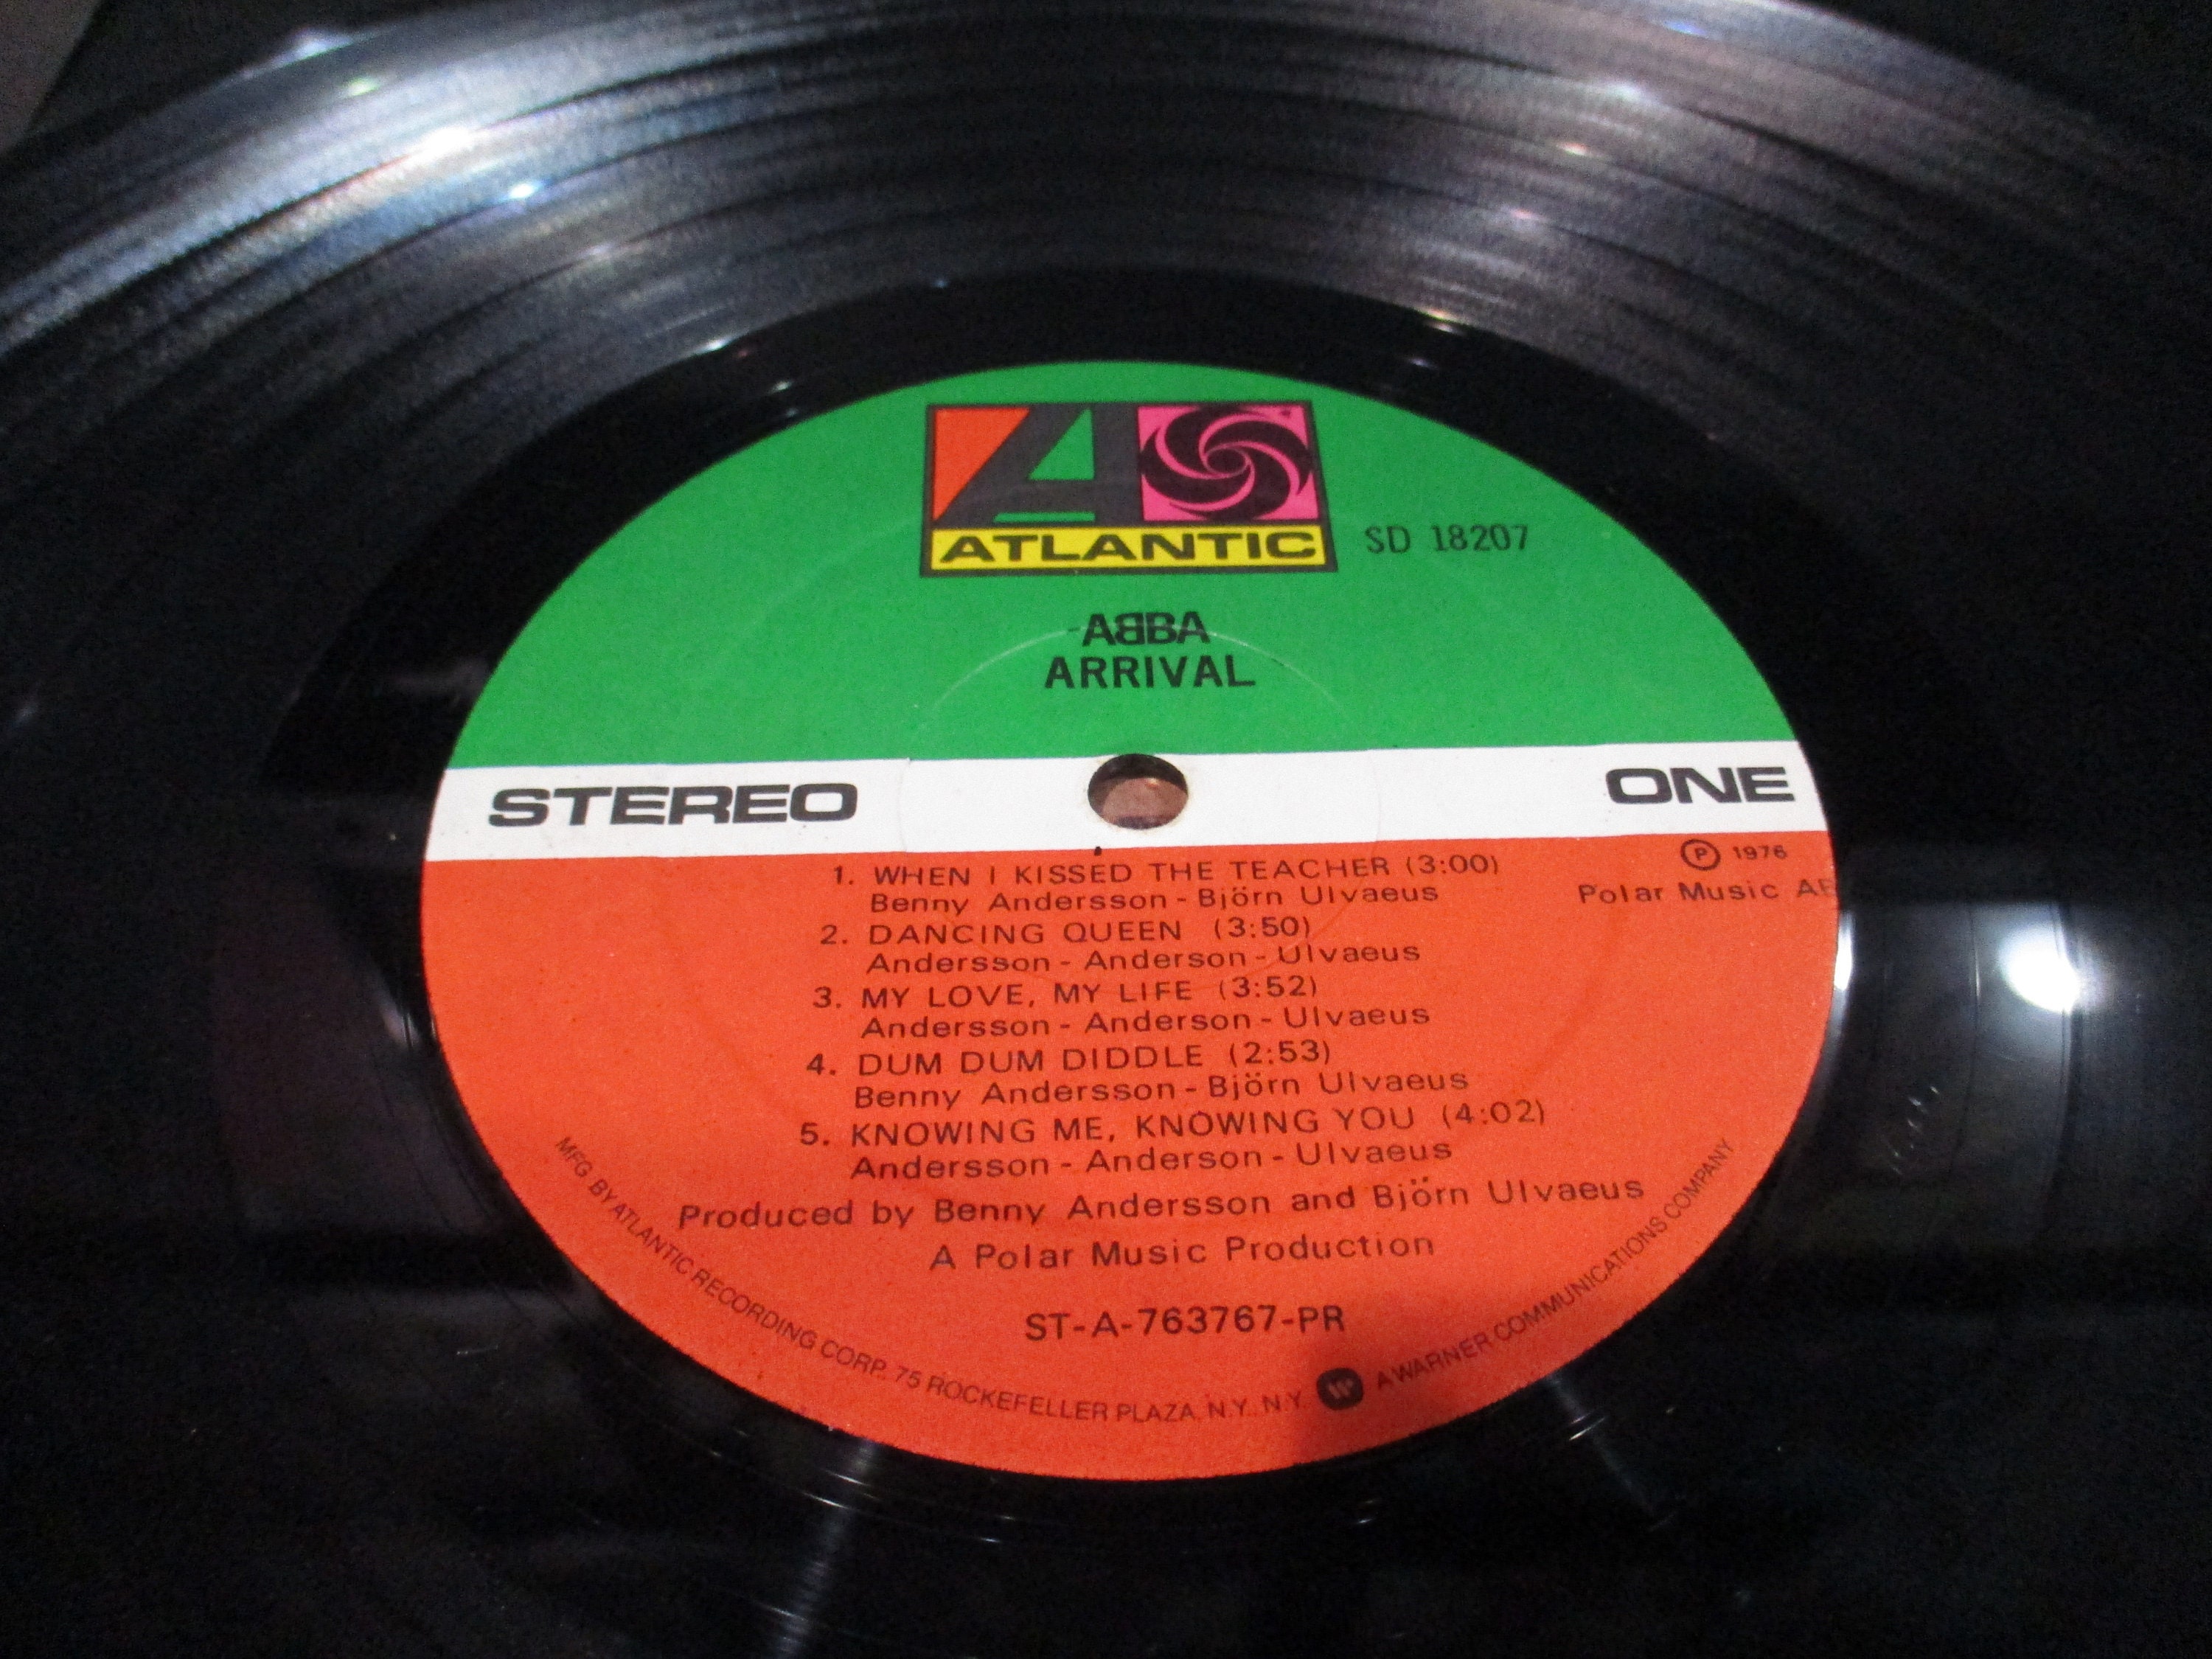 ATLANTIC
SD 18207
ABBA
ARRIVAL
STEREO
ONE
Ⓟ 1976
Polar Music AB
1. WHEN I KISSED THE TEACHER (3:00)
Benny Andersson - Björn Ulvaeus
2. DANCING QUEEN (3:50)
Andersson - Anderson - Ulvaeus
3. MY LOVE, MY LIFE (3:52)
Andersson - Anderson - Ulvaeus
4. DUM DUM DIDDLE (2:53)
Benny Andersson - Björn Ulvaeus
5. KNOWING ME, KNOWING YOU (4:02)
Andersson - Anderson - Ulvaeus
Produced by Benny Andersson and Björn Ulvaeus
A Polar Music Production
ST-A-763767-PR
MFG BY ATLANTIC RECORDING CORP. 75 ROCKEFELLER PLAZA, N.Y. N.Y. A WARNER COMMUNICATIONS COMPANY